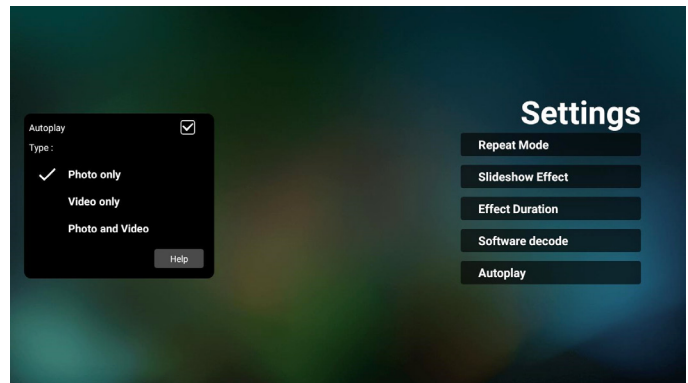 Autoplay
Type :
Photo only
Video only
Photo and Video
Help
Settings
Repeat Mode
Slideshow Effect
Effect Duration
Software decode
Autoplay